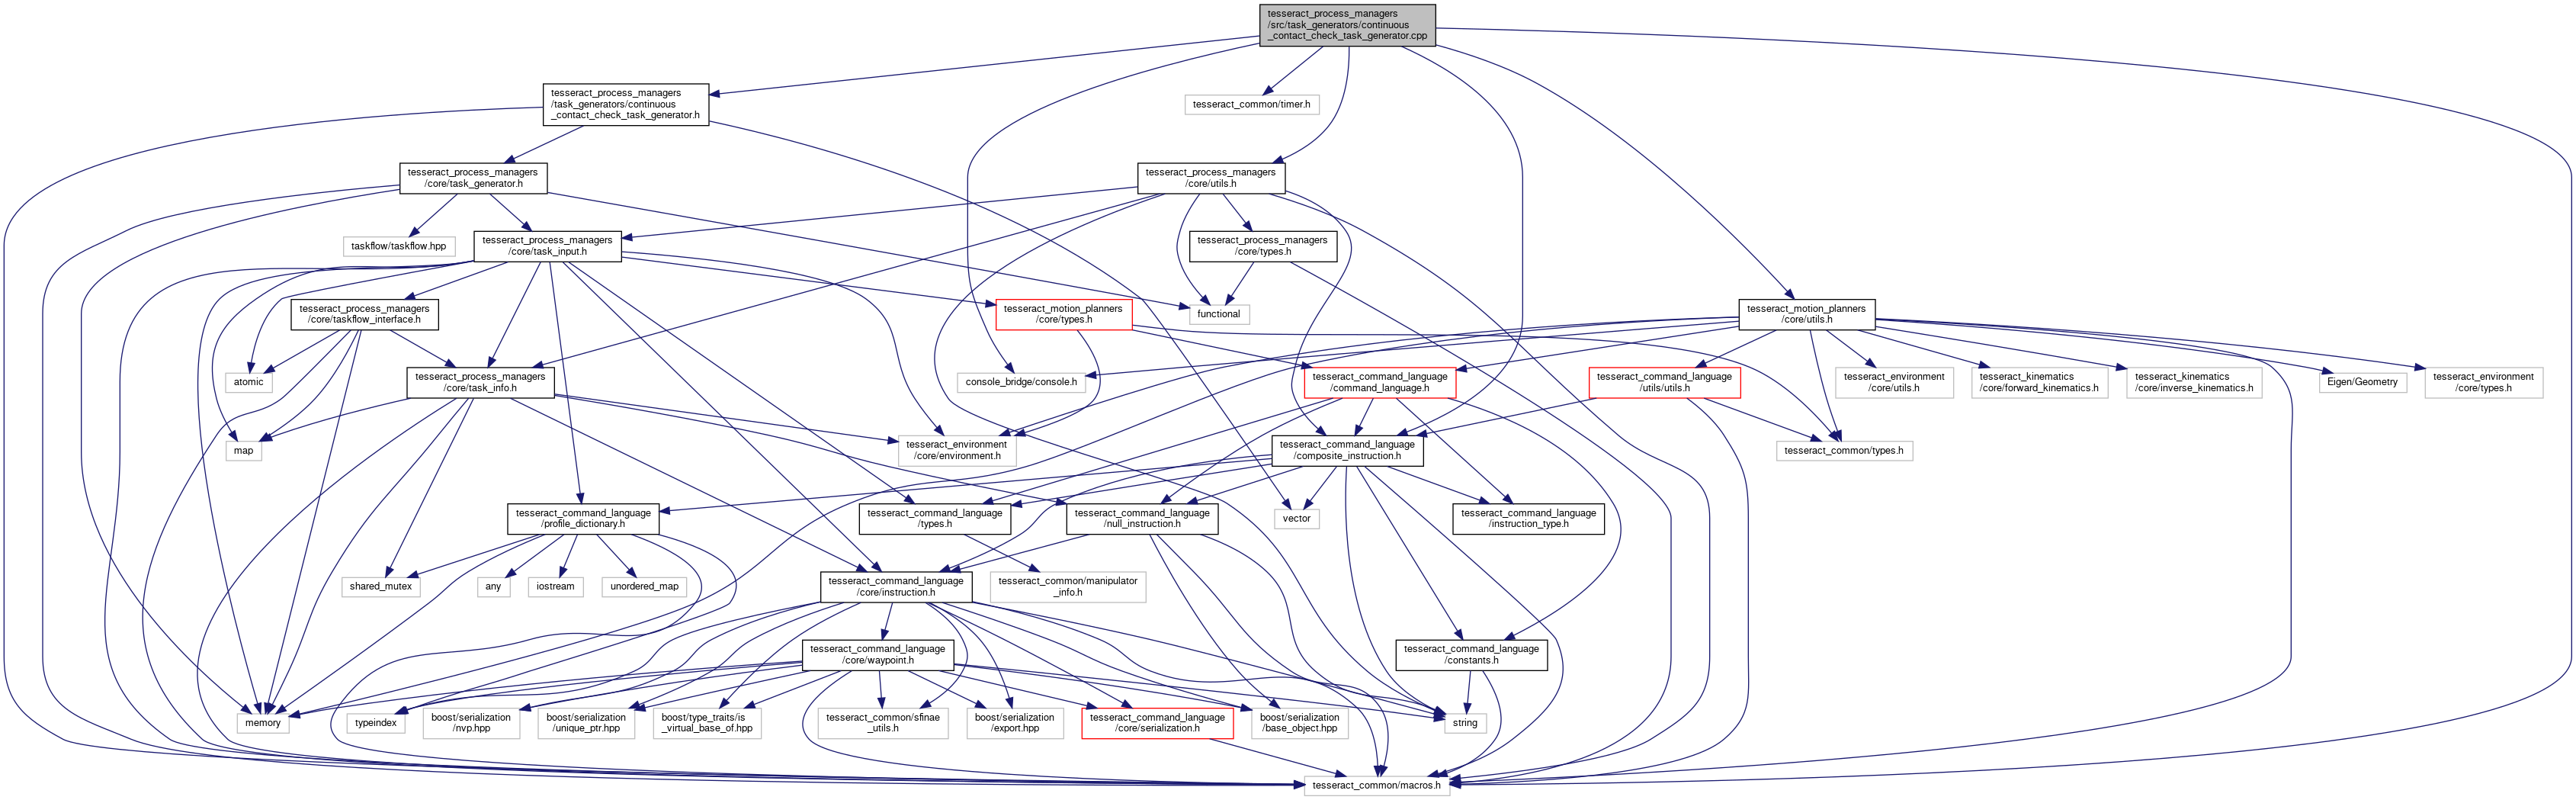 tesseract_process_managers
/src/task_generators/continuous
_contact_check_task_generator.cpp
tesseract_process_managers
/task_generators/continuous
_contact_check_task_generator.h
tesseract_common/timer.h
tesseract_process_managers
/core/task_generator.h
tesseract_process_managers
/core/utils.h
taskflow/taskflow.hpp
tesseract_process_managers
/core/task_input.h
tesseract_process_managers
/core/types.h
tesseract_process_managers
/core/taskflow_interface.h
tesseract_motion_planners
/core/types.h
functional
tesseract_motion_planners
/core/utils.h
atomic
tesseract_process_managers
/core/task_info.h
console_bridge/console.h
tesseract_command_language
/command_language.h
tesseract_command_language
/utils/utils.h
tesseract_environment
/core/utils.h
tesseract_kinematics
/core/forward_kinematics.h
tesseract_kinematics
/core/inverse_kinematics.h
Eigen/Geometry
tesseract_environment
/core/types.h
map
tesseract_environment
/core/environment.h
tesseract_command_language
/composite_instruction.h
tesseract_common/types.h
tesseract_command_language
/profile_dictionary.h
tesseract_command_language
/types.h
tesseract_command_language
/null_instruction.h
vector
tesseract_command_language
/instruction_type.h
shared_mutex
any
iostream
unordered_map
tesseract_command_language
/core/instruction.h
tesseract_common/manipulator
_info.h
tesseract_command_language
/core/waypoint.h
tesseract_command_language
/constants.h
memory
typeindex
boost/serialization
/nvp.hpp
boost/serialization
/unique_ptr.hpp
boost/type_traits/is
_virtual_base_of.hpp
tesseract_common/sfinae
_utils.h
boost/serialization
/export.hpp
tesseract_command_language
/core/serialization.h
boost/serialization
/base_object.hpp
string
tesseract_common/macros.h